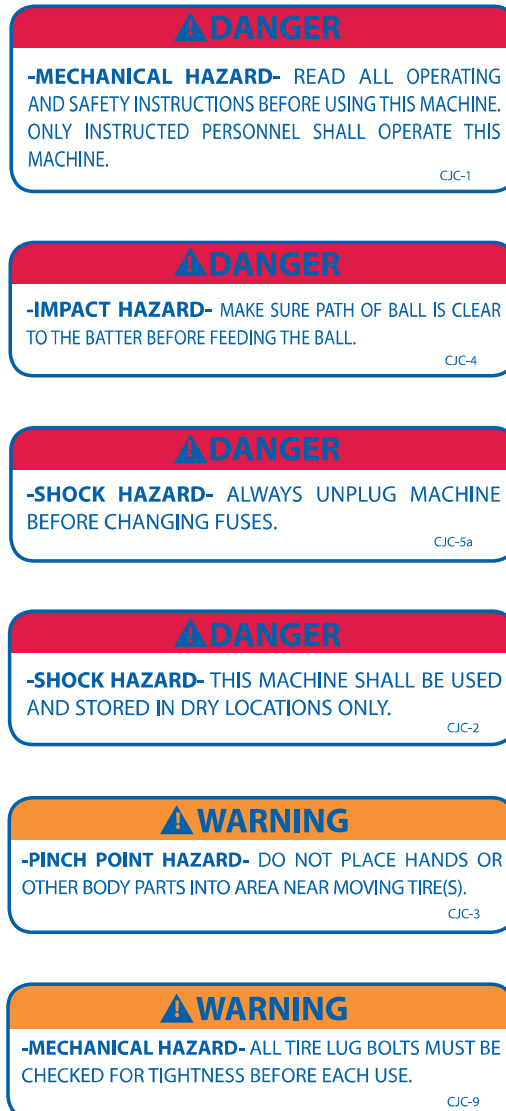 DANGER
-MECHANICAL HAZARD- READ ALL OPERATING
AND SAFETY INSTRUCTIONS BEFORE USING THIS MACHINE.
ONLY INSTRUCTED PERSONNEL SHALL OPERATE THIS
MACHINE.
CJC-1
DANGER
-IMPACT HAZARD- MAKE SURE PATH OF BALL IS CLEAR
TO THE BATTER BEFORE FEEDING THE BALL.
CJC-4
DANGER
-SHOCK HAZARD- ALWAYS UNPLUG MACHINE
BEFORE CHANGING FUSES.
CJC-5a
DANGER
-SHOCK HAZARD- THIS MACHINE SHALL BE USED
AND STORED IN DRY LOCATIONS ONLY.
CJC-2
WARNING
-PINCH POINT HAZARD- DO NOT PLACE HANDS OR
OTHER BODY PARTS INTO AREA NEAR MOVING TIRE(S).
CJC-3
WARNING
-MECHANICAL HAZARD- ALL TIRE LUG BOLTS MUST BE
CHECKED FOR TIGHTNESS BEFORE EACH USE.
CJC-9